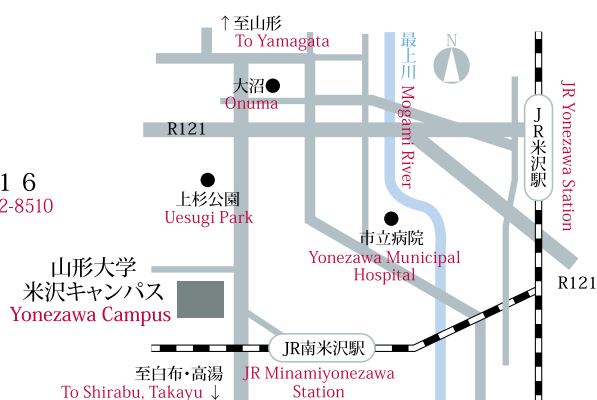 ↑至山形
To Yamagata
最上川
Mogami River
N
大沼
Onuma
R121
JR米沢駅
JR Yonezawa Station
16
2-8510
上杉公園
Uesugi Park
市立病院
Yonezawa Municipal
Hospital
山形大学
米沢キャンパス
Yonezawa Campus
R121
JR南米沢駅
至白布・高湯
JR Minamiyonezawa
Station
To Shirabu, Takayu ↓